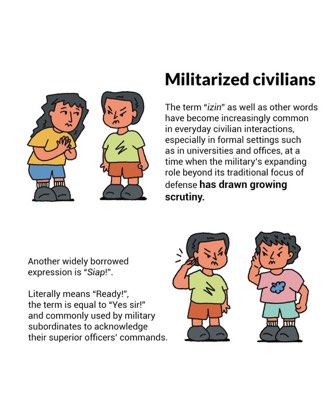 Militarized civilians
The term “izin” as well as other words
have become increasingly common
in everyday civilian interactions,
especially in formal settings such
as in universities and offices, at a
time when the military’s expanding
role beyond its traditional focus of
defense has drawn growing
scrutiny.
Another widely borrowed
expression is “Siap!”.
Literally means “Ready!”,
the term is equal to “Yes sir!”
and commonly used by military
subordinates to acknowledge
their superior officers’ commands.